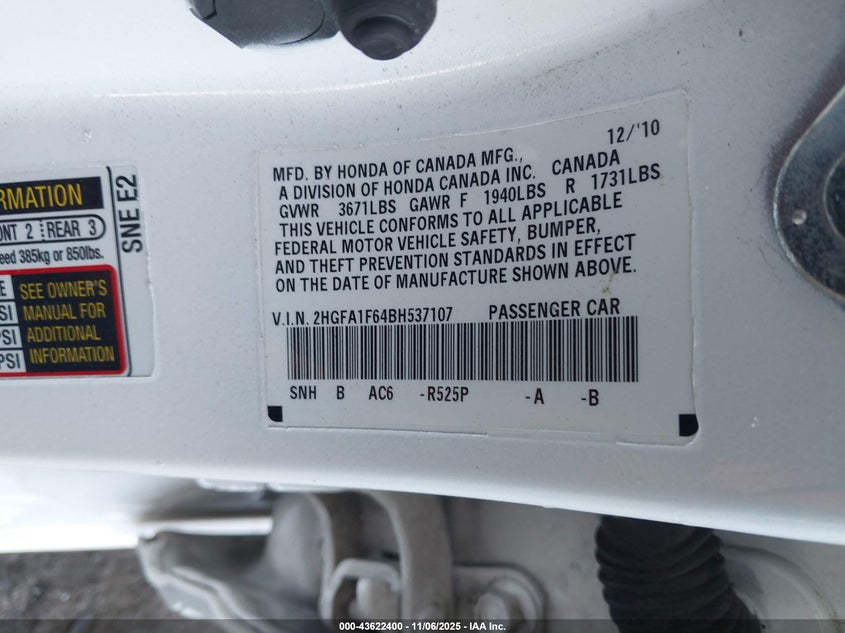 RMATION
ONT 2 REAR 3
eed 385kg or 850lbs.
E SEE OWNER'S
SI MANUAL FOR
PSI ADDITIONAL
PSI INFORMATION
SNE E2
12/'10
MFD. BY HONDA OF CANADA MFG.,
A DIVISION OF HONDA CANADA INC. CANADA
GVWR 3671LBS GAWR F 1940LBS R 1731LBS
THIS VEHICLE CONFORMS TO ALL APPLICABLE
FEDERAL MOTOR VEHICLE SAFETY, BUMPER,
AND THEFT PREVENTION STANDARDS IN EFFECT
ON THE DATE OF MANUFACTURE SHOWN ABOVE.
V.I.N. 2HGFA1F64BH537107 PASSENGER CAR
SNH B AC6 -R525P -A -B
000-43622400 - 11/06/2025 - IAA Inc.